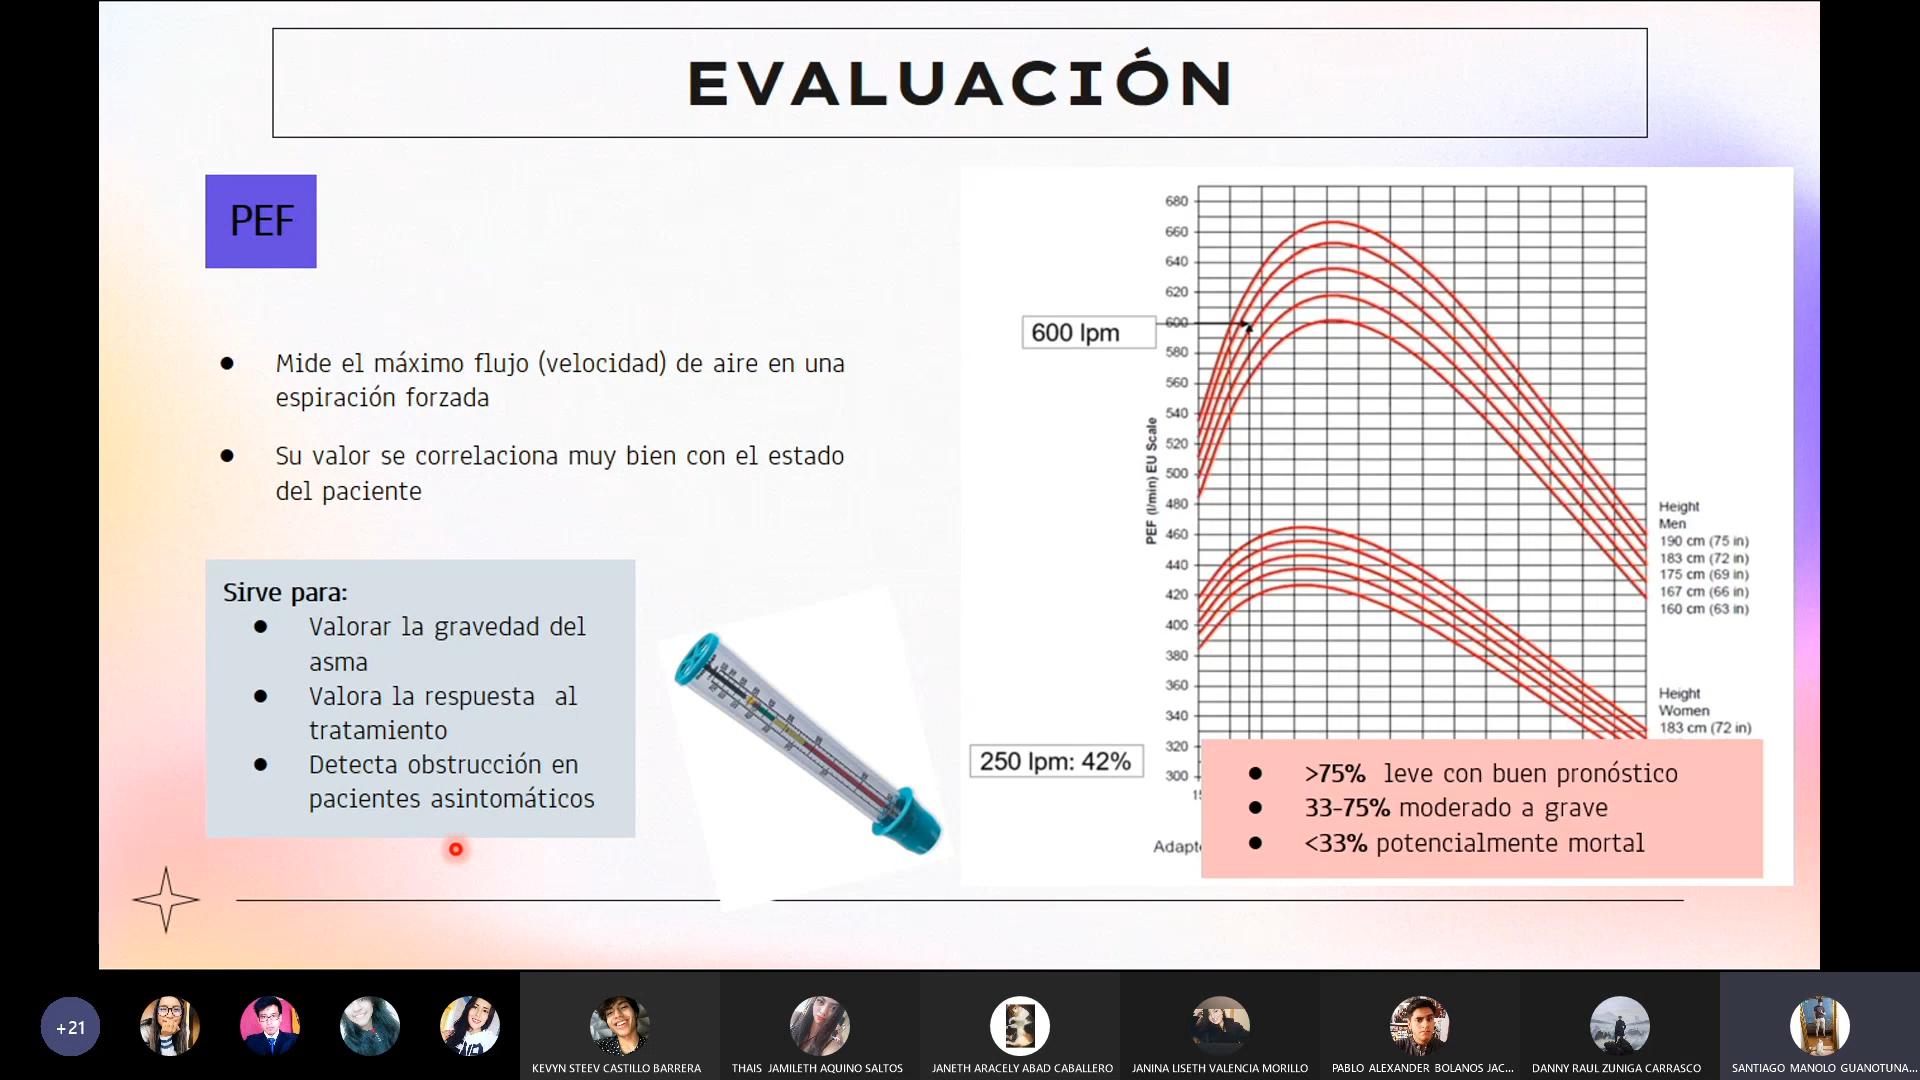 EVALUACIÓN
PEF
● Mide el máximo flujo (velocidad) de aire en una
espiración forzada
● Su valor se correlaciona muy bien con el estado
del paciente
Sirve para:
● Valorar la gravedad del
asma
● Valora la respuesta al
tratamiento
● Detecta obstrucción en
pacientes asintomáticos
600 lpm
250 lpm: 42%
PEF (l/min) EU Scale
680
660
640
620
600
580
560
540
520
500
480
460
440
420
400
380
360
340
320
300
Height
Men
190 cm (75 in)
183 cm (72 in)
175 cm (69 in)
167 cm (66 in)
160 cm (63 in)
Height
Women
183 cm (72 in)
● >75% leve con buen pronóstico
● 33-75% moderado a grave
● <33% potencialmente mortal
Adapt
+21
KEVYN STEEV CASTILLO BARRERA
THAIS JAMILETH AQUINO SALTOS
JANETH ARACELY ABAD CABALLERO
JANINA LISETH VALENCIA MORILLO
PABLO ALEXANDER BOLANOS JAC...
DANNY RAUL ZUNIGA CARRASCO
SANTIAGO MANOLO GUANOTUNA...